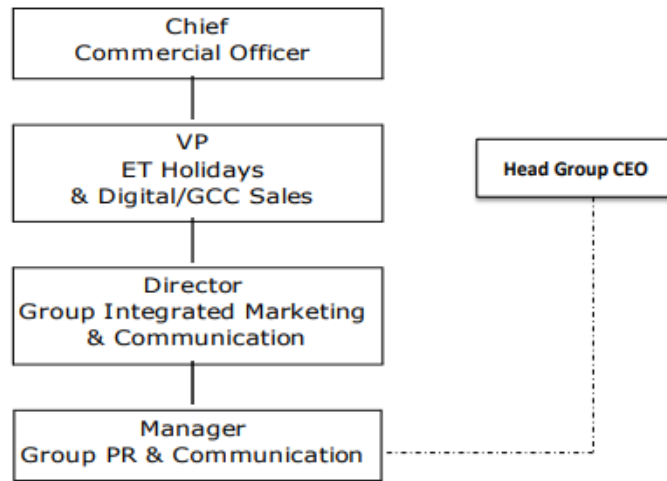 Chief
Commercial Officer
VP
ET Holidays
& Digital/GCC Sales
Head Group CEO
Director
Group Integrated Marketing
& Communication
Manager
Group PR & Communication